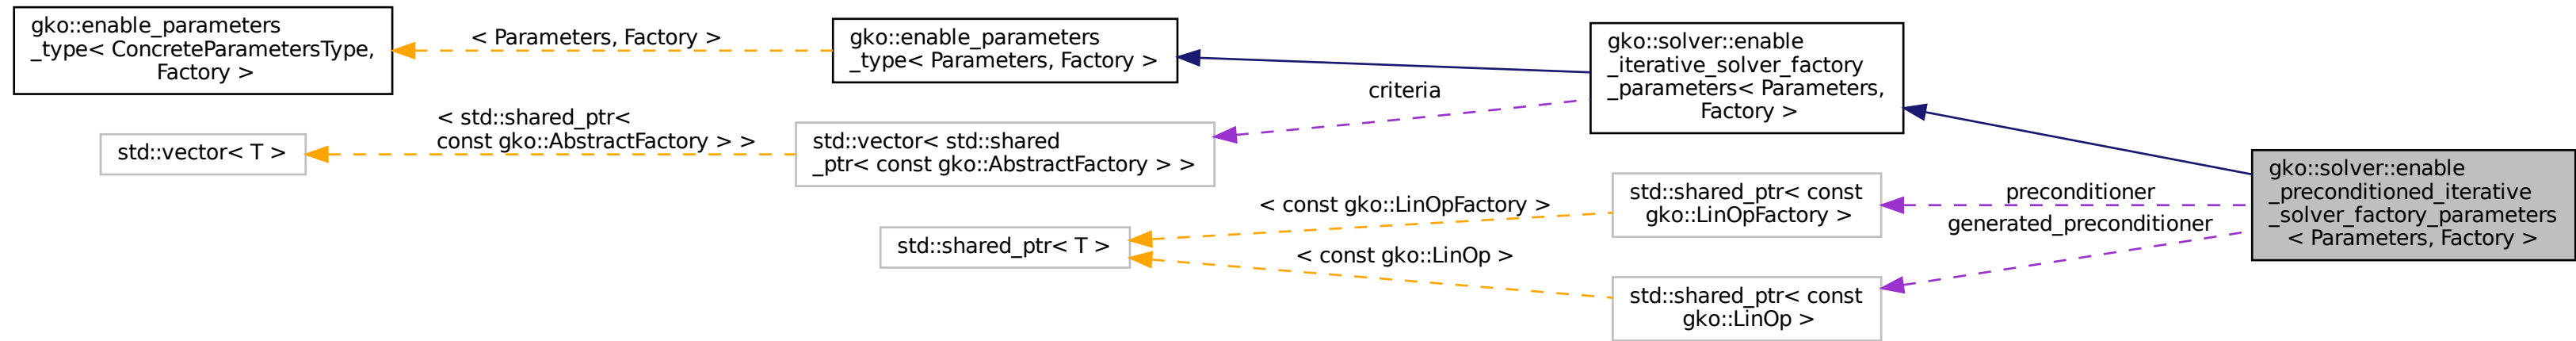 gko::enable_parameters
_type< ConcreteParametersType,
Factory >
< Parameters, Factory >
gko::enable_parameters
_type< Parameters, Factory >
gko::solver::enable
_iterative_solver_factory
_parameters< Parameters,
Factory >
criteria
std::vector< T >
< std::shared_ptr<
const gko::AbstractFactory > >
std::vector< std::shared
_ptr< const gko::AbstractFactory > >
std::shared_ptr< T >
< const gko::LinOpFactory >
< const gko::LinOp >
std::shared_ptr< const
gko::LinOpFactory >
std::shared_ptr< const
gko::LinOp >
preconditioner
generated_preconditioner
gko::solver::enable
_preconditioned_iterative
_solver_factory_parameters
< Parameters, Factory >